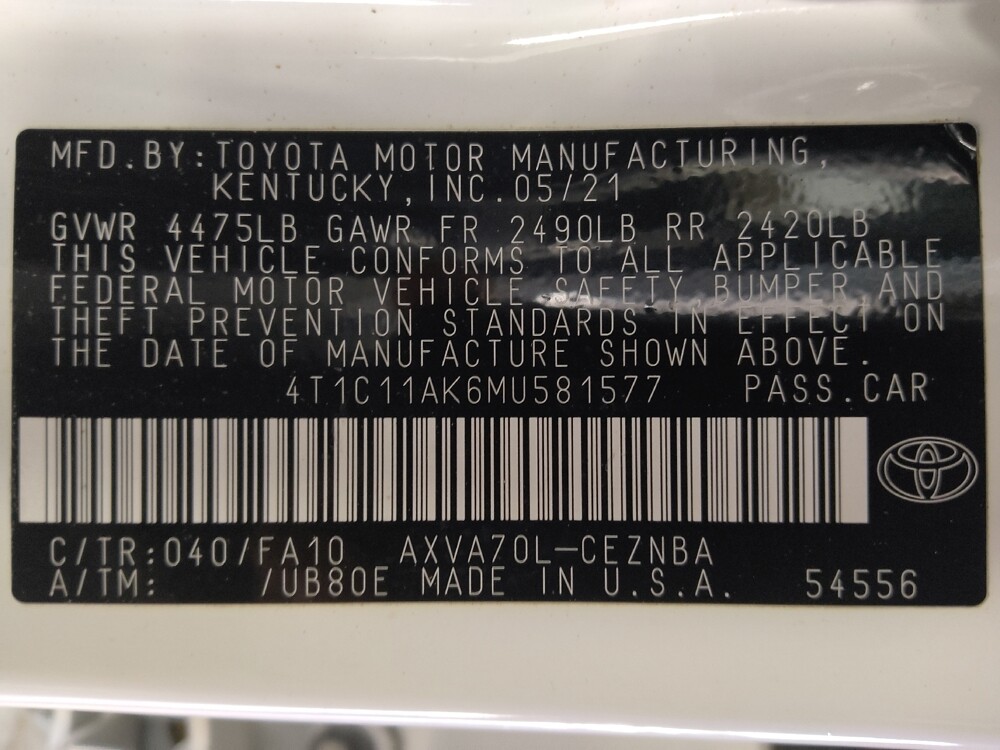 MFD.BY:TOYOTA MOTOR MANUFACTURING,
KENTUCKY,INC.05/21
GVWR 4475LB GAWR FR 2490LB RR 2420LB
THIS VEHICLE CONFORMS TO ALL APPLICABLE
FEDERAL MOTOR VEHICLE SAFETY,BUMPER,AND
THEFT PREVENTION STANDARDS IN EFFECT ON
THE DATE OF MANUFACTURE SHOWN ABOVE.
4T1C11AK6MU581577 PASS.CAR
C/TR:040/FA10 AXVA70L-CEZNBA
A/TM: /UB80E MADE IN U.S.A. 54556